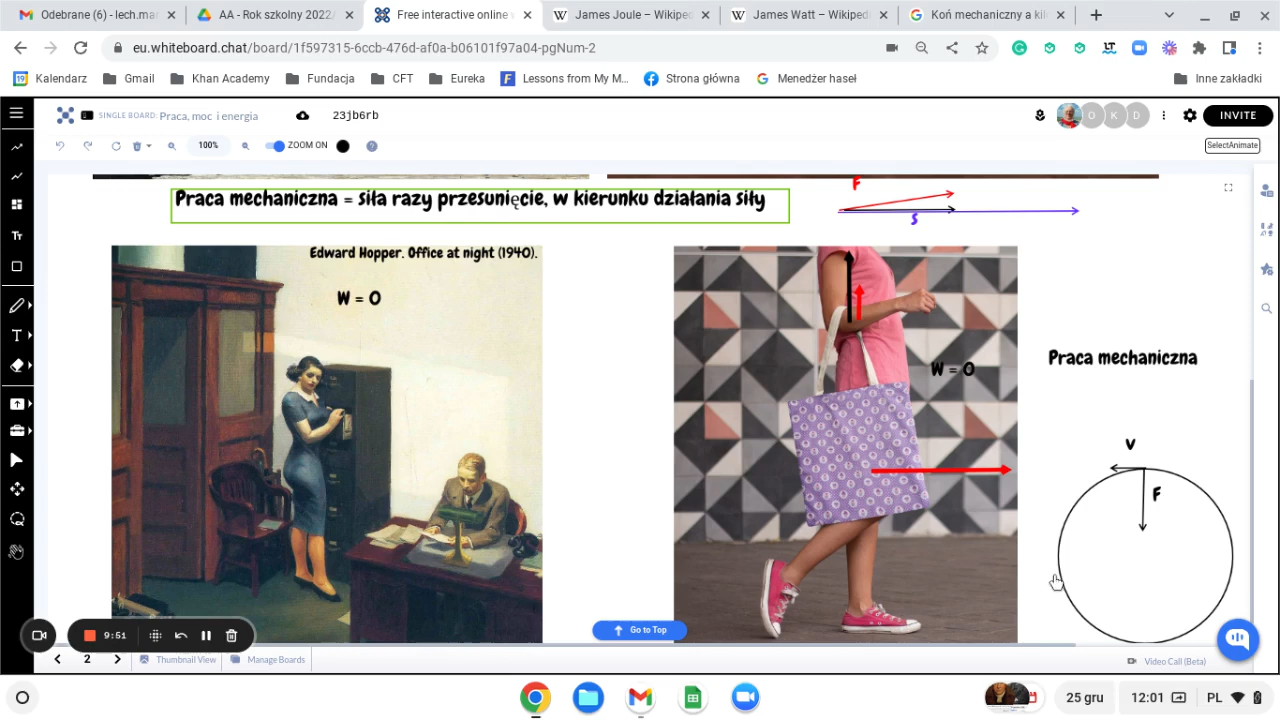 Odebrane (6) - lech.mar
AA - Rok szkolny 2022/
Free interactive online w
James Joule – Wikiped
James Watt – Wikipedi
Koń mechaniczny a kil
eu.whiteboard.chat/board/1f597315-6ccb-476d-af0a-b06101f97a04-pgNum-2
Kalendarz
Gmail
Khan Academy
Fundacja
CFT
Eureka
Lessons from My M...
Strona główna
Menedżer haseł
Inne zakładki
SINGLE BOARD: Praca, moc i energia
23jb6rb
O
K
D
INVITE
100%
ZOOM ON
SelectAnimate
Praca mechaniczna = siła razy przesunięcie, w kierunku działania siły
F
S
Edward Hopper. Office at night (1940).
W = 0
W = 0
Praca mechaniczna
v
F
9:51
Go to Top
2
Thumbnail View
Manage Boards
Video Call (Beta)
25 gru
12:01
PL